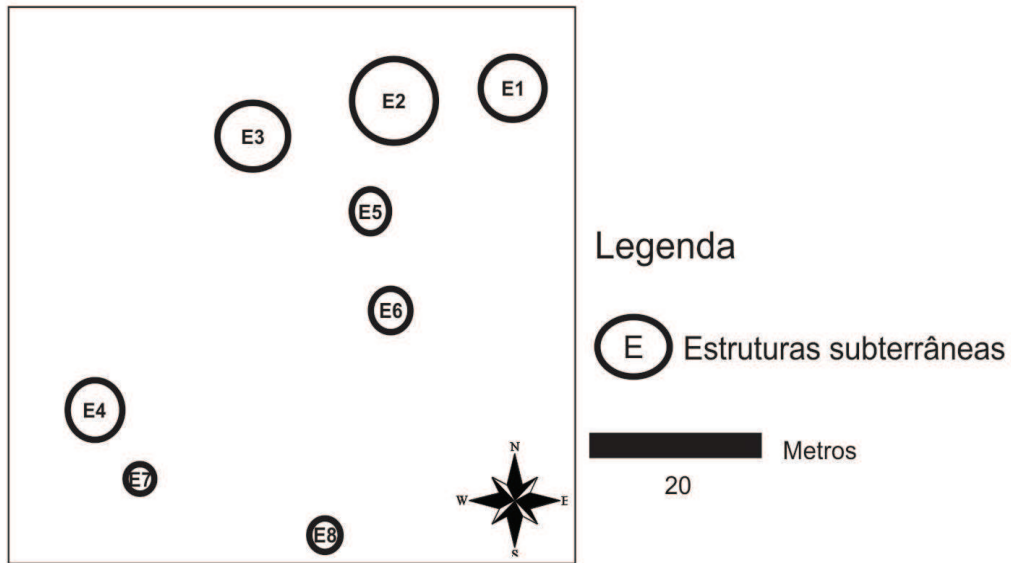 E1
E2
E3
E5
Legenda
E6
E Estruturas subterrâneas
E4
Metros
20
E7
E8
N
W E
S